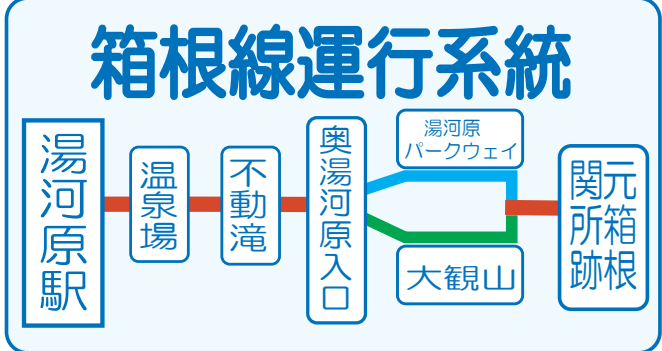 箱根線運行系統
湯河原駅
温泉場
不動滝
奥湯河原入口
湯河原
パークウェイ
大観山
元箱根
関所跡